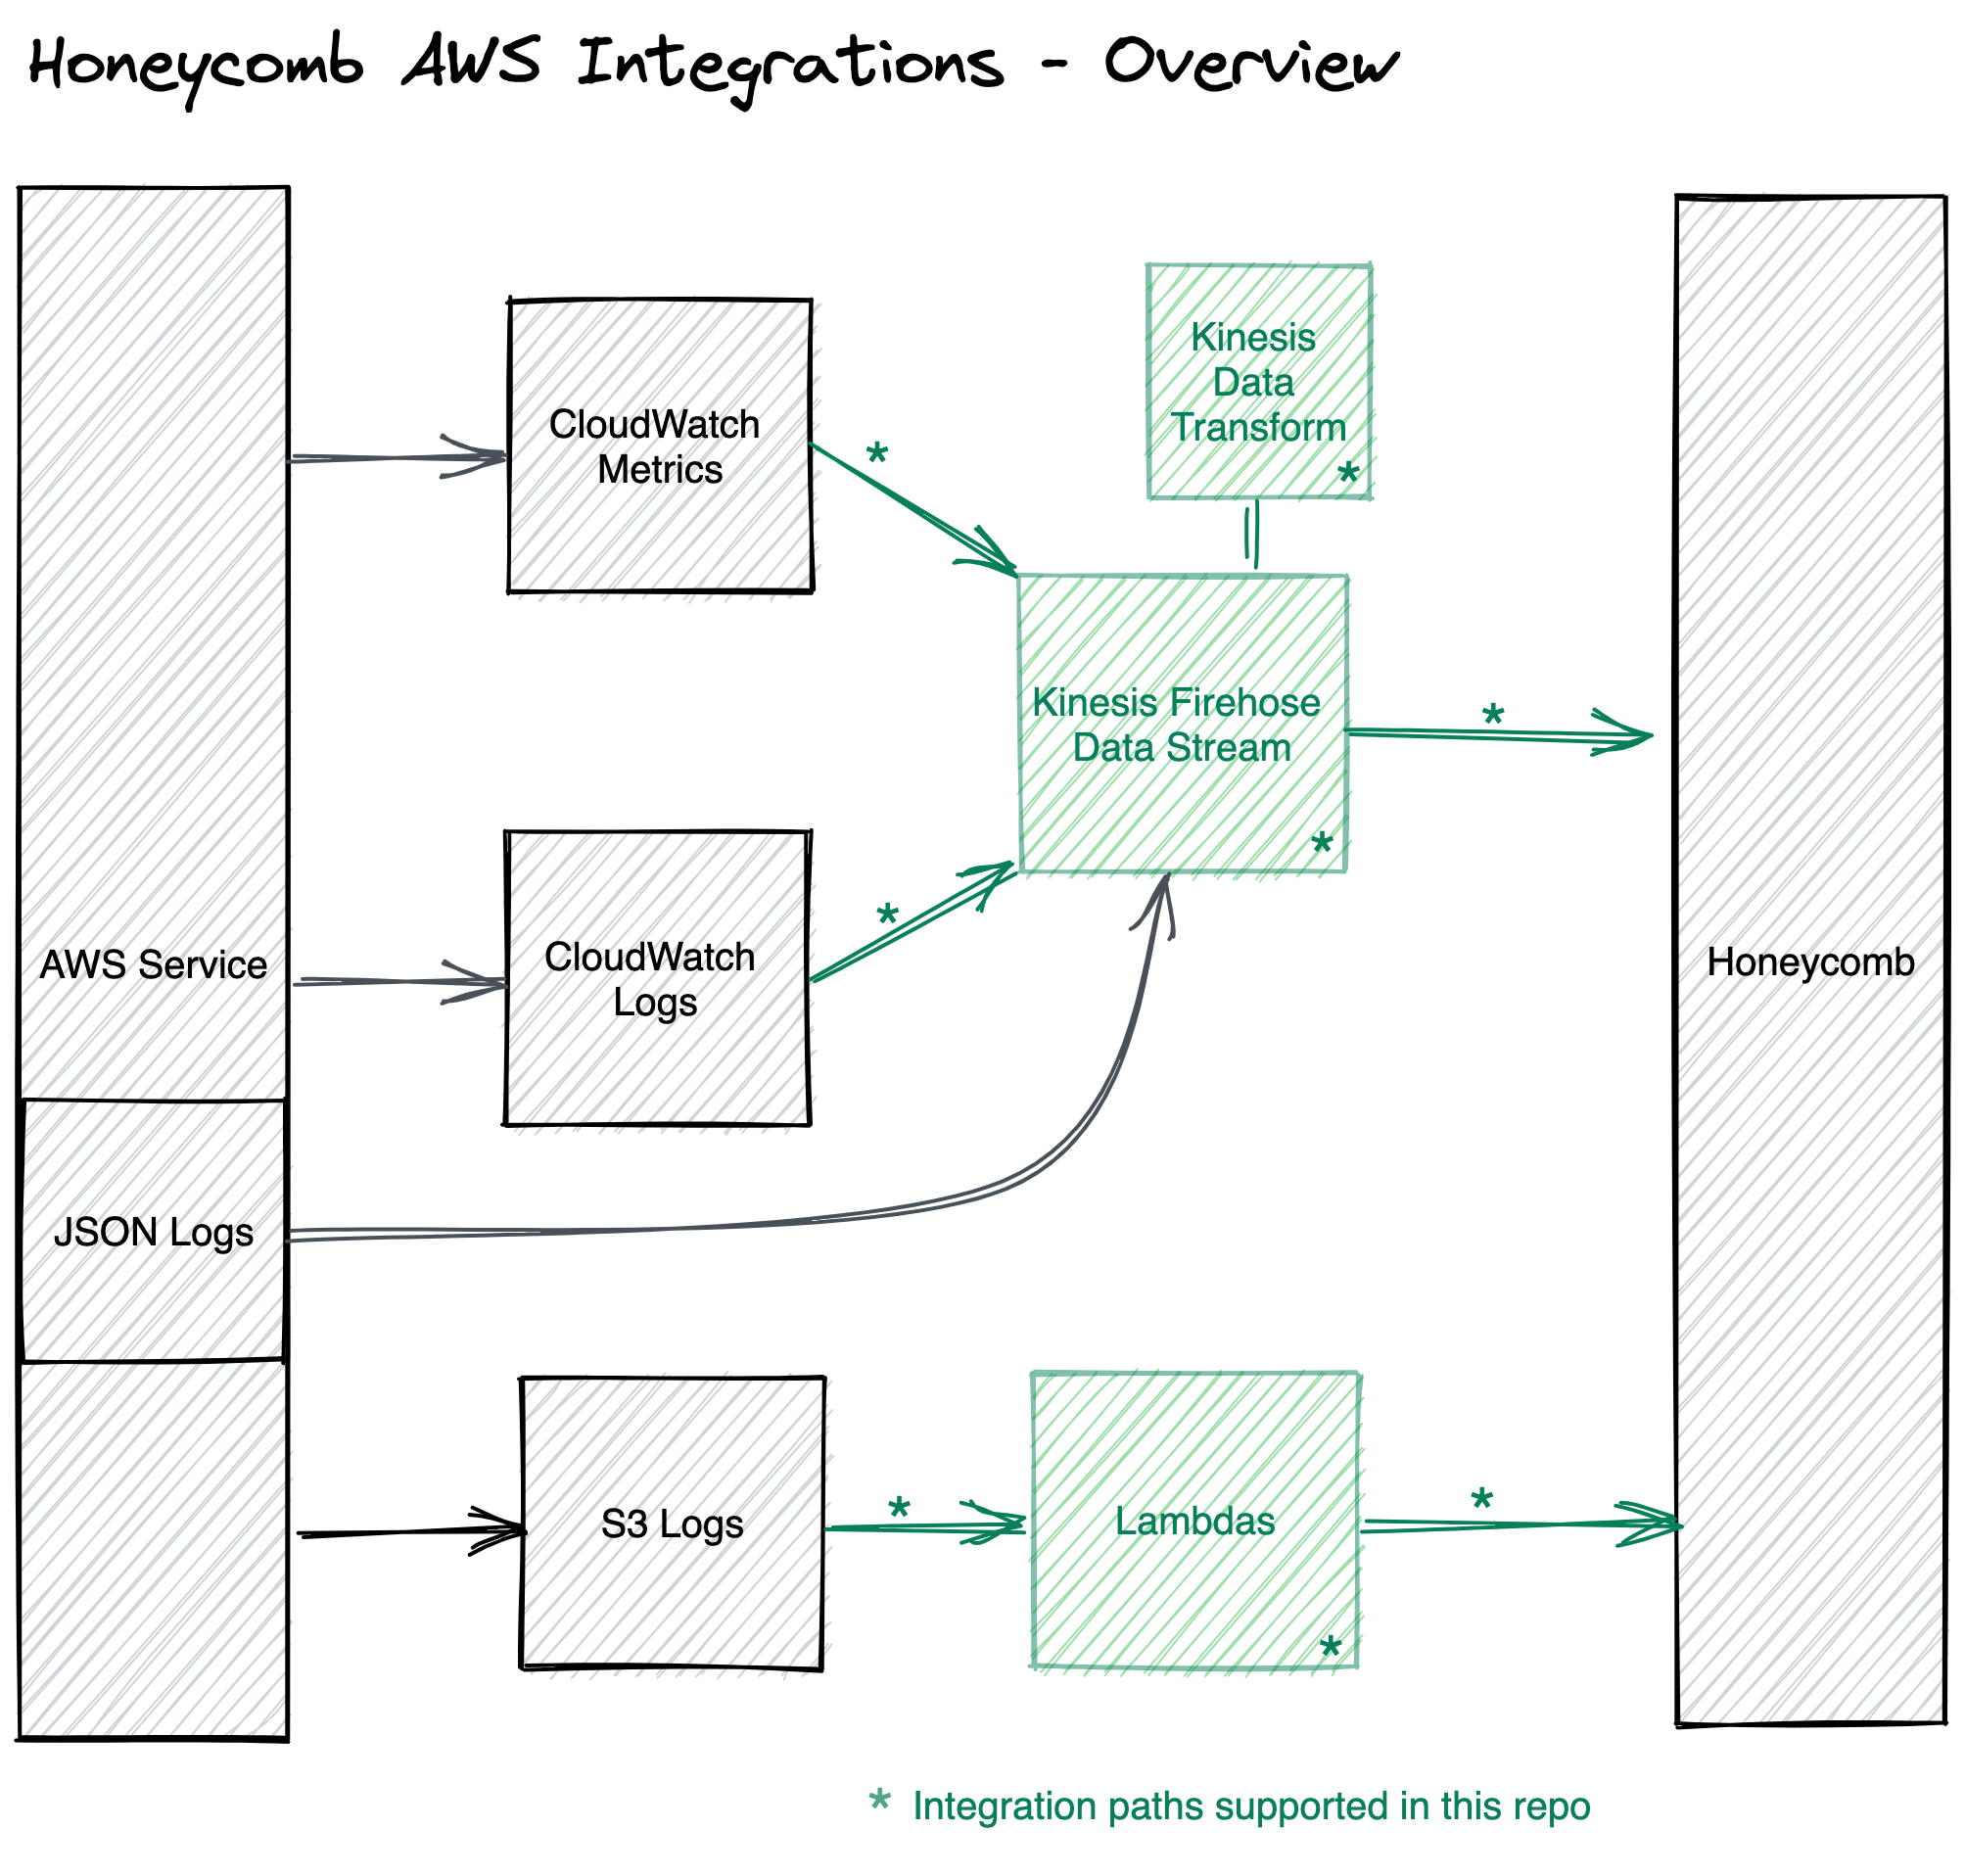 Honeycomb AWS Integrations - Overview
Kinesis
Data
Transform
*
CloudWatch
Metrics
*
Kinesis Firehose
Data Stream
*
*
AWS Service
CloudWatch
Logs
*
Honeycomb
JSON Logs
S3 Logs
*
Lambdas
*
*
* Integration paths supported in this repo